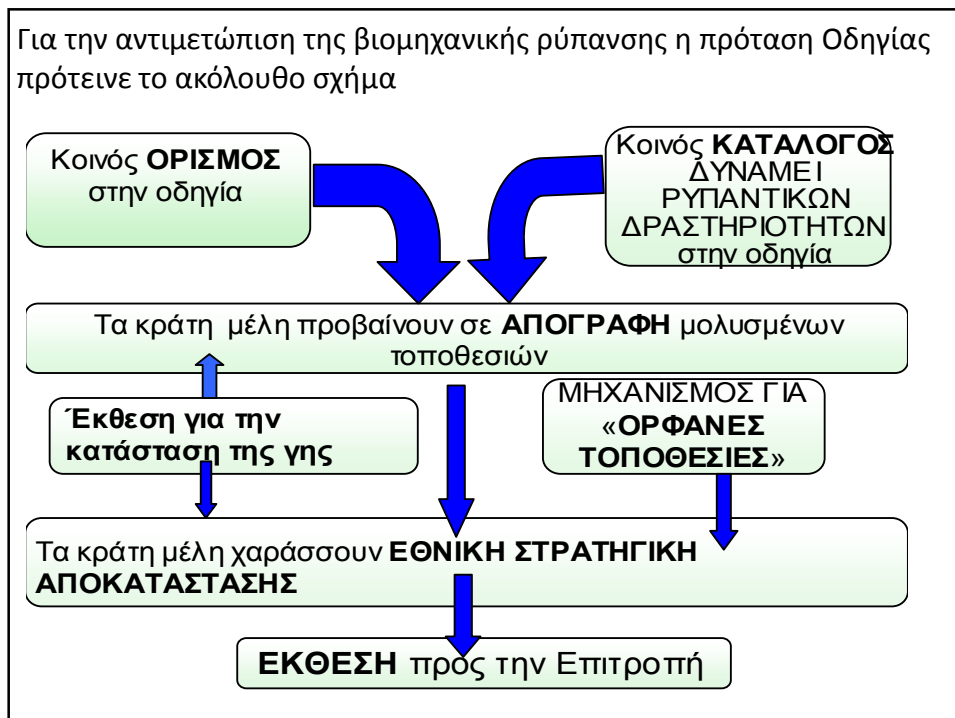 Για την αντιμετώπιση της βιομηχανικής ρύπανσης η πρόταση Οδηγίας
πρότεινε το ακόλουθο σχήμα
Κοινός ΟΡΙΣΜΟΣ
στην οδηγία
Κοινός ΚΑΤΑΛΟΓΟΣ
ΔΥΝΑΜΕΙ
ΡΥΠΑΝΤΙΚΩΝ
ΔΡΑΣΤΗΡΙΟΤΗΤΩΝ
στην οδηγία
Τα κράτη μέλη προβαίνουν σε ΑΠΟΓΡΑΦΗ μολυσμένων
τοποθεσιών
Έκθεση για την
κατάσταση της γης
ΜΗΧΑΝΙΣΜΟΣ ΓΙΑ
«ΟΡΦΑΝΕΣ
ΤΟΠΟΘΕΣΙΕΣ»
Τα κράτη μέλη χαράσσουν ΕΘΝΙΚΗ ΣΤΡΑΤΗΓΙΚΗ
ΑΠΟΚΑΤΑΣΤΑΣΗΣ
ΕΚΘΕΣΗ προς την Επιτροπή